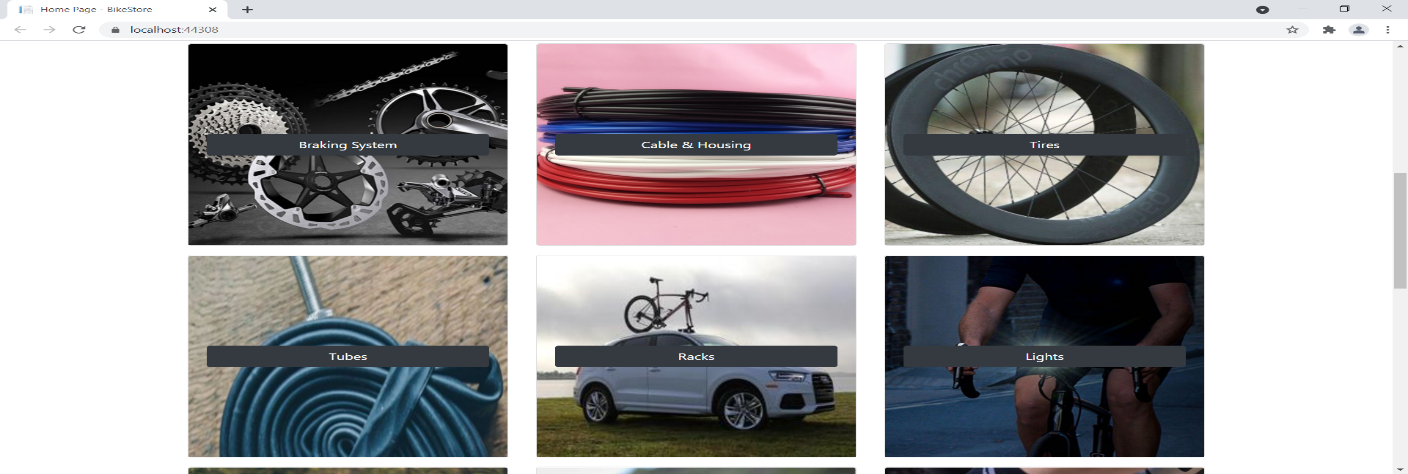 Home Page - BikeStore
localhost:44308
Braking System
Cable & Housing
Tires
Tubes
Racks
Lights